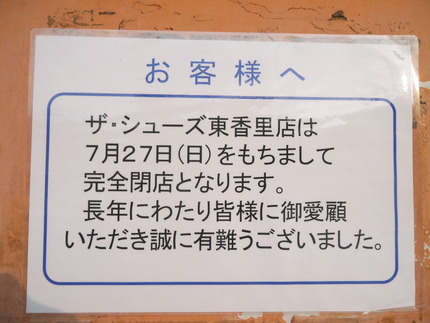 お客様へ
ザ・シューズ東香里店は
7月27日(日)をもちまして
完全閉店となります。
長年にわたり皆様に御愛顧
いただき誠に有難うございました。